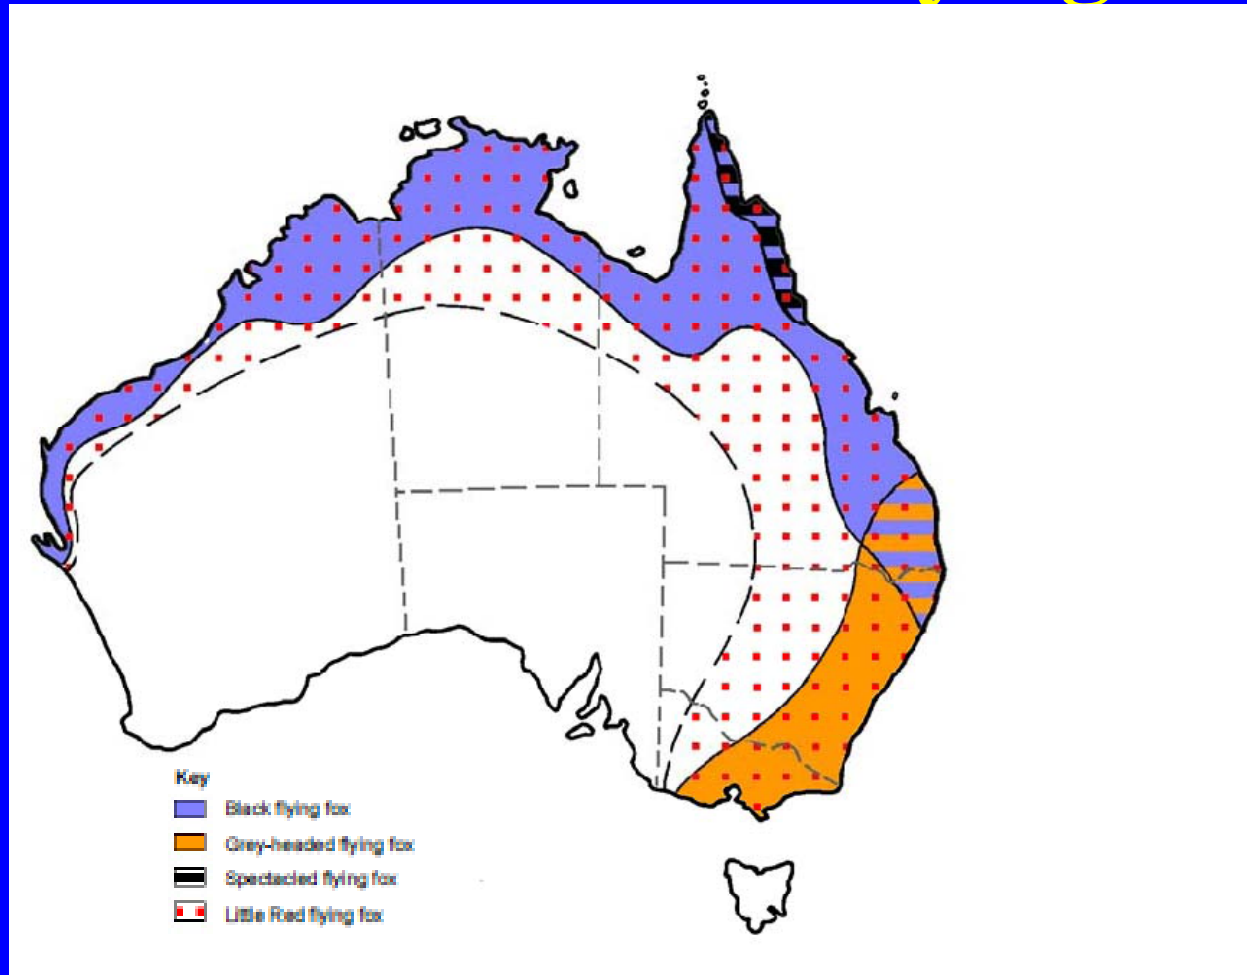 Key
Black flying fox
Grey-headed flying fox
Spectacled flying fox
Little Red flying fox